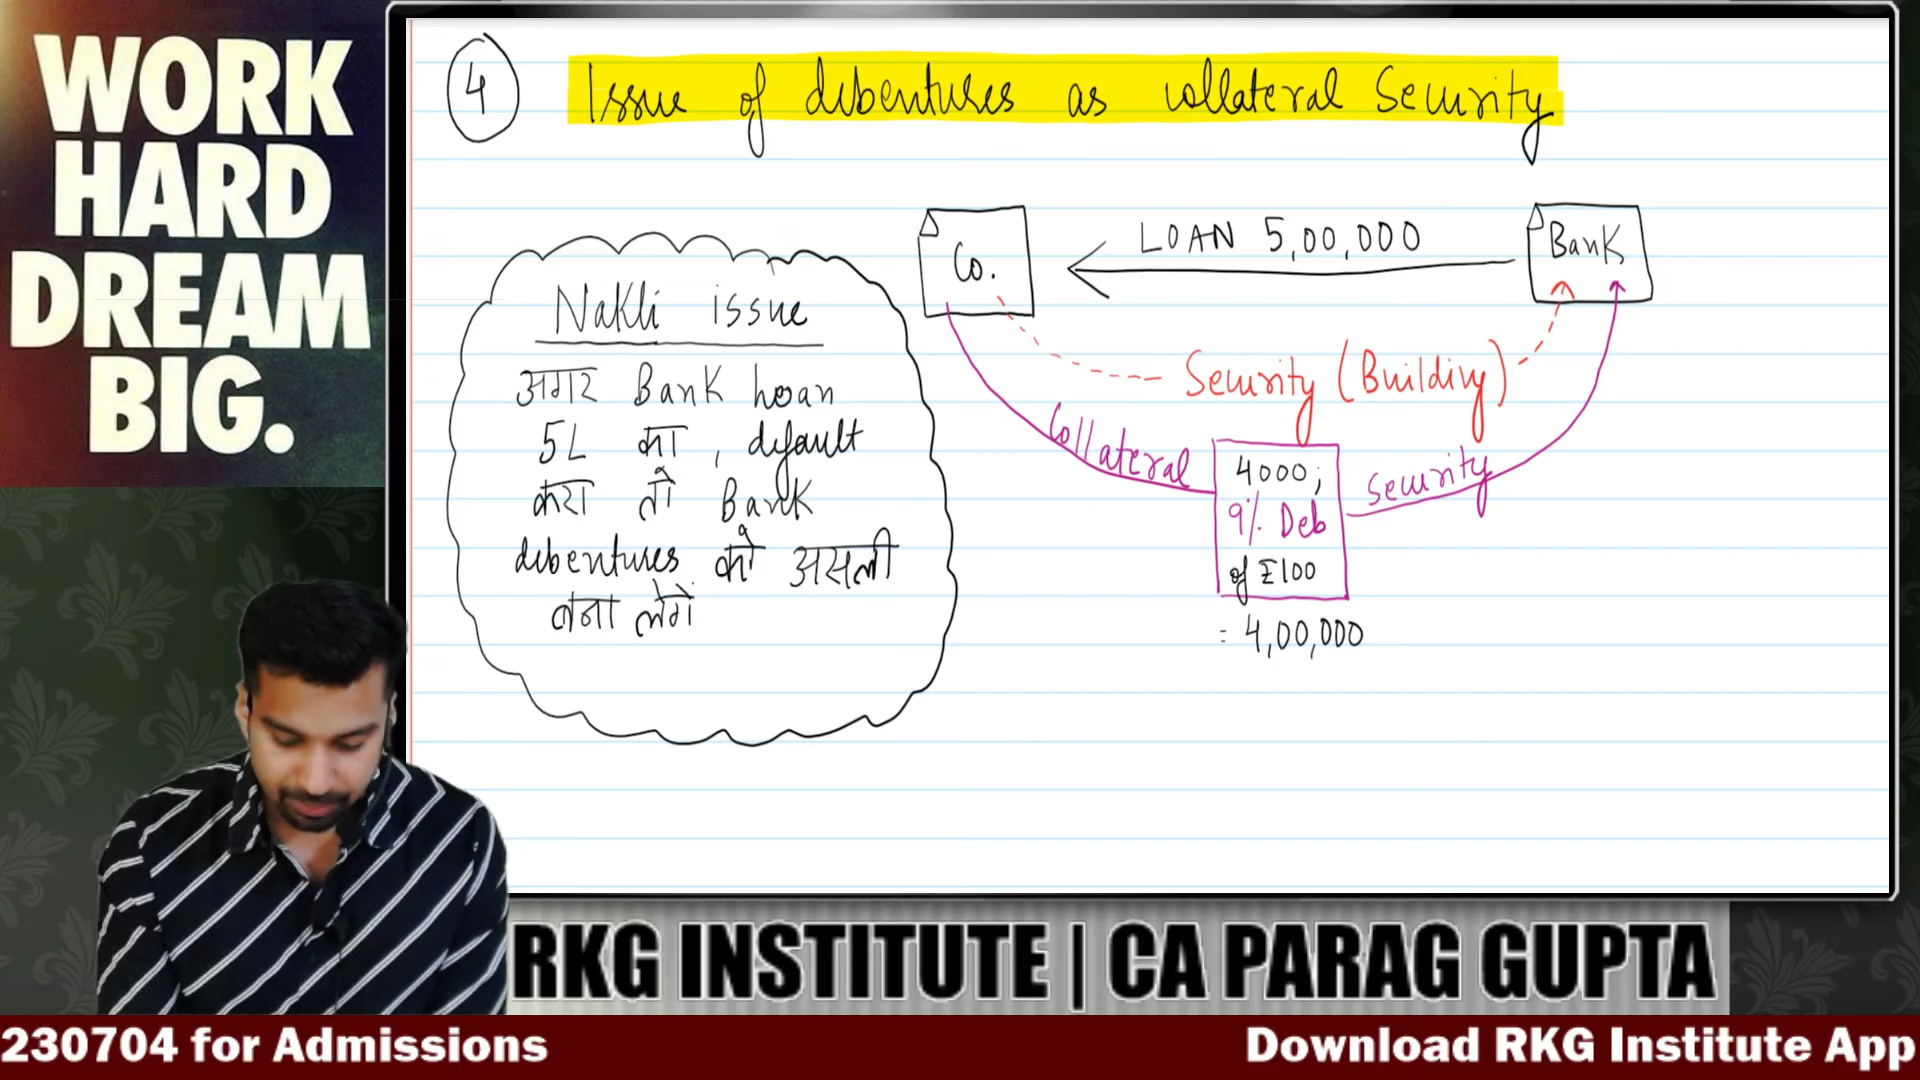 WORK
HARD
DREAM
BIG.
4 Issue of debentures as collateral Security
Co.
LOAN 5,00,000
Bank
Security (Building)
Collateral
security
4000;
9% Deb
of ₹100
= 4,00,000
Nakli issue
अगर Bank loan
5L का, default
करा तो Bank
debentures को असली
बना लेंगे
RKG INSTITUTE | CA PARAG GUPTA
230704 for Admissions
Download RKG Institute App